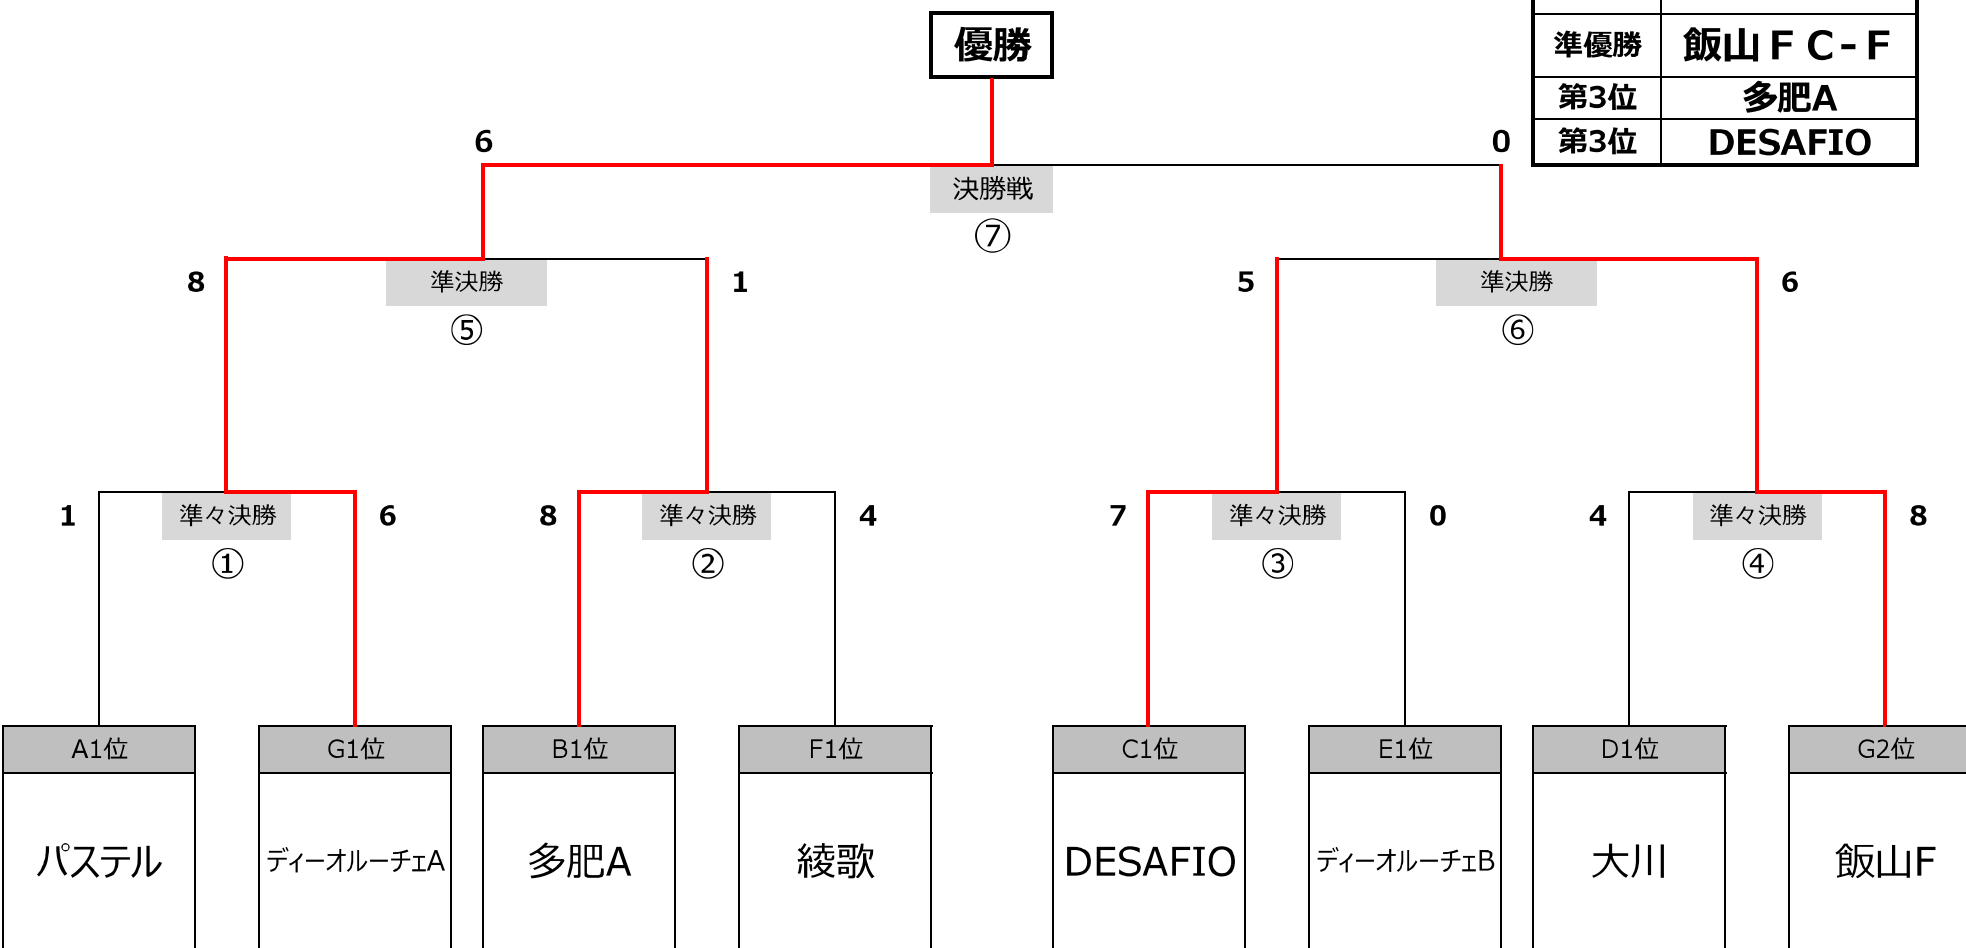 優勝
準優勝 飯山ＦＣ-Ｆ
第3位 多肥A
第3位 DESAFIO
6 0
決勝戦
⑦
8 準決勝 1 5 準決勝 6
⑤ ⑥
1 準々決勝 6 8 準々決勝 4 7 準々決勝 0 4 準々決勝 8
① ② ③ ④
A1位 G1位 B1位 F1位 C1位 E1位 D1位 G2位
パステル ディーオルーチェA 多肥A 綾歌 DESAFIO ディーオルーチェB 大川 飯山F